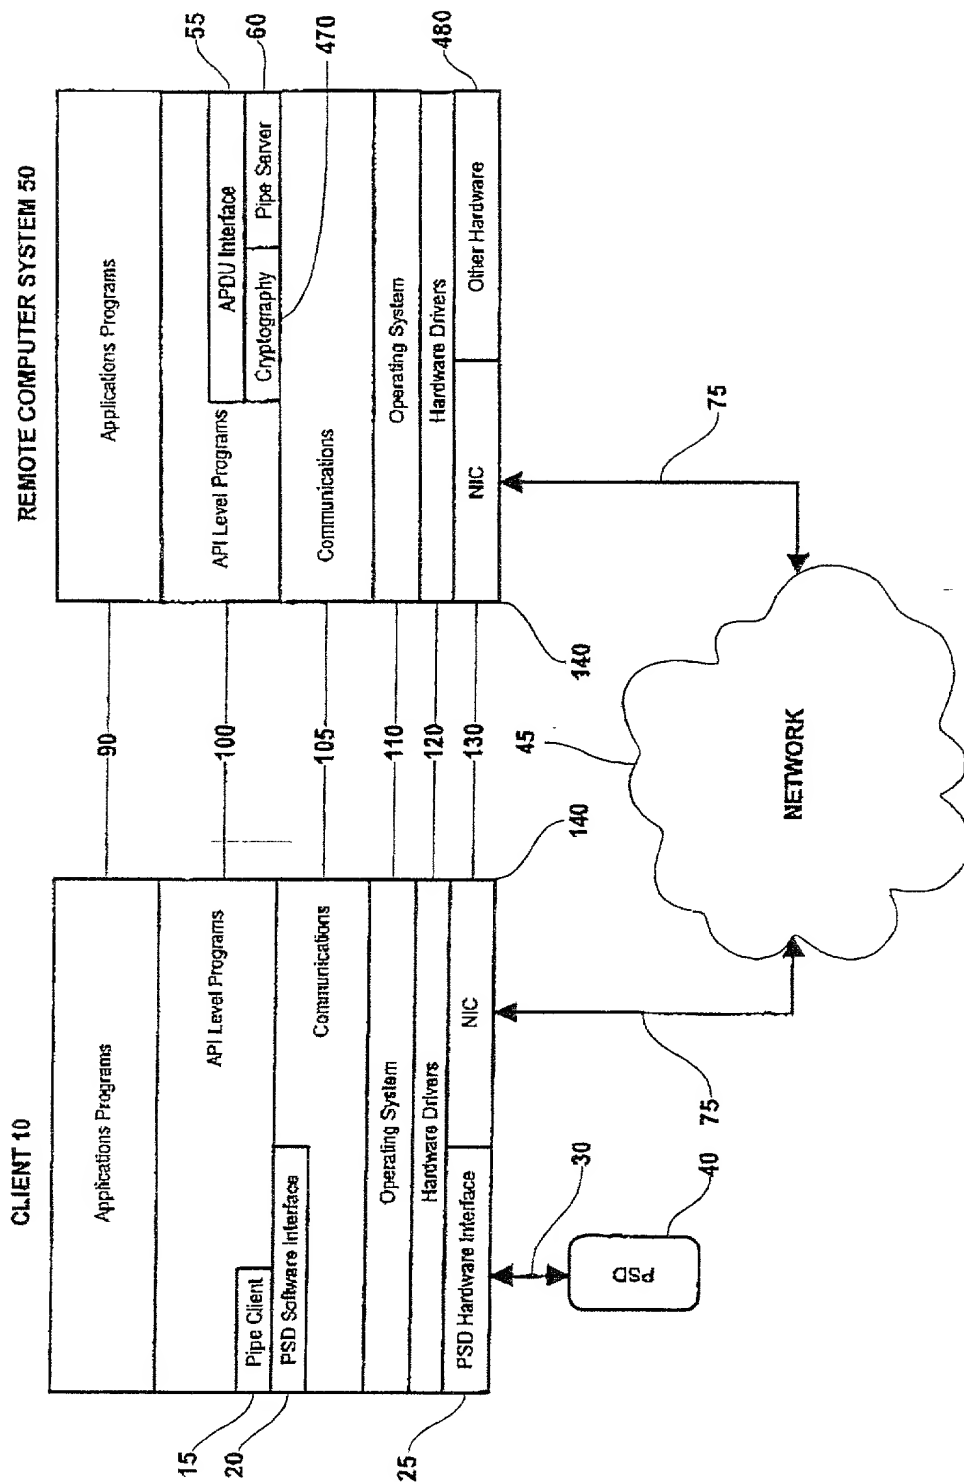 CLIENT 10
REMOTE COMPUTER SYSTEM 50
Applications Programs
90
Applications Programs
API Level Programs
100
API Level Programs
APDU Interface
55
15
Pipe Client
Cryptography
Pipe Server
60
20
PSD Software Interface
470
Communications
105
Communications
Operating System
110
Operating System
Hardware Drivers
120
Hardware Drivers
25
PSD Hardware Interface
NIC
130
NIC
Other Hardware
480
140
140
30
45
75
75
40
PSD
NETWORK